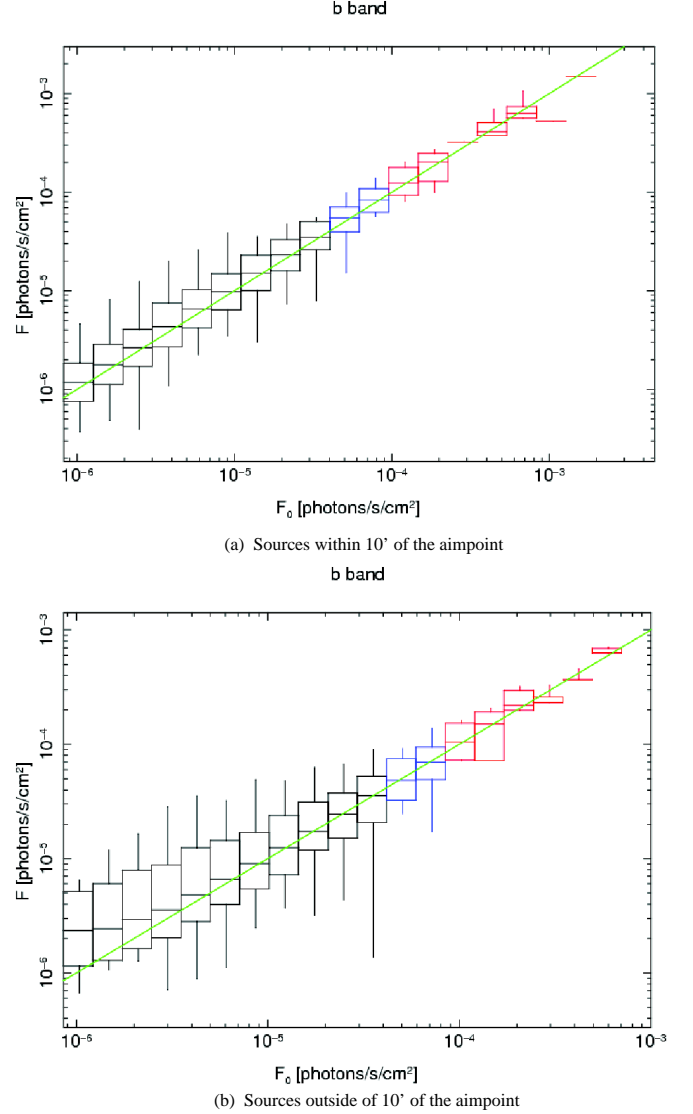 b band
10⁻³
10⁻⁴
10⁻⁵
10⁻⁶
F [photons/s/cm²]
10⁻⁶ 10⁻⁵ 10⁻⁴ 10⁻³
F₀ [photons/s/cm²]
(a) Sources within 10' of the aimpoint
b band
10⁻³
10⁻⁴
10⁻⁵
10⁻⁶
F [photons/s/cm²]
10⁻⁶ 10⁻⁵ 10⁻⁴ 10⁻³
F₀ [photons/s/cm²]
(b) Sources outside of 10' of the aimpoint